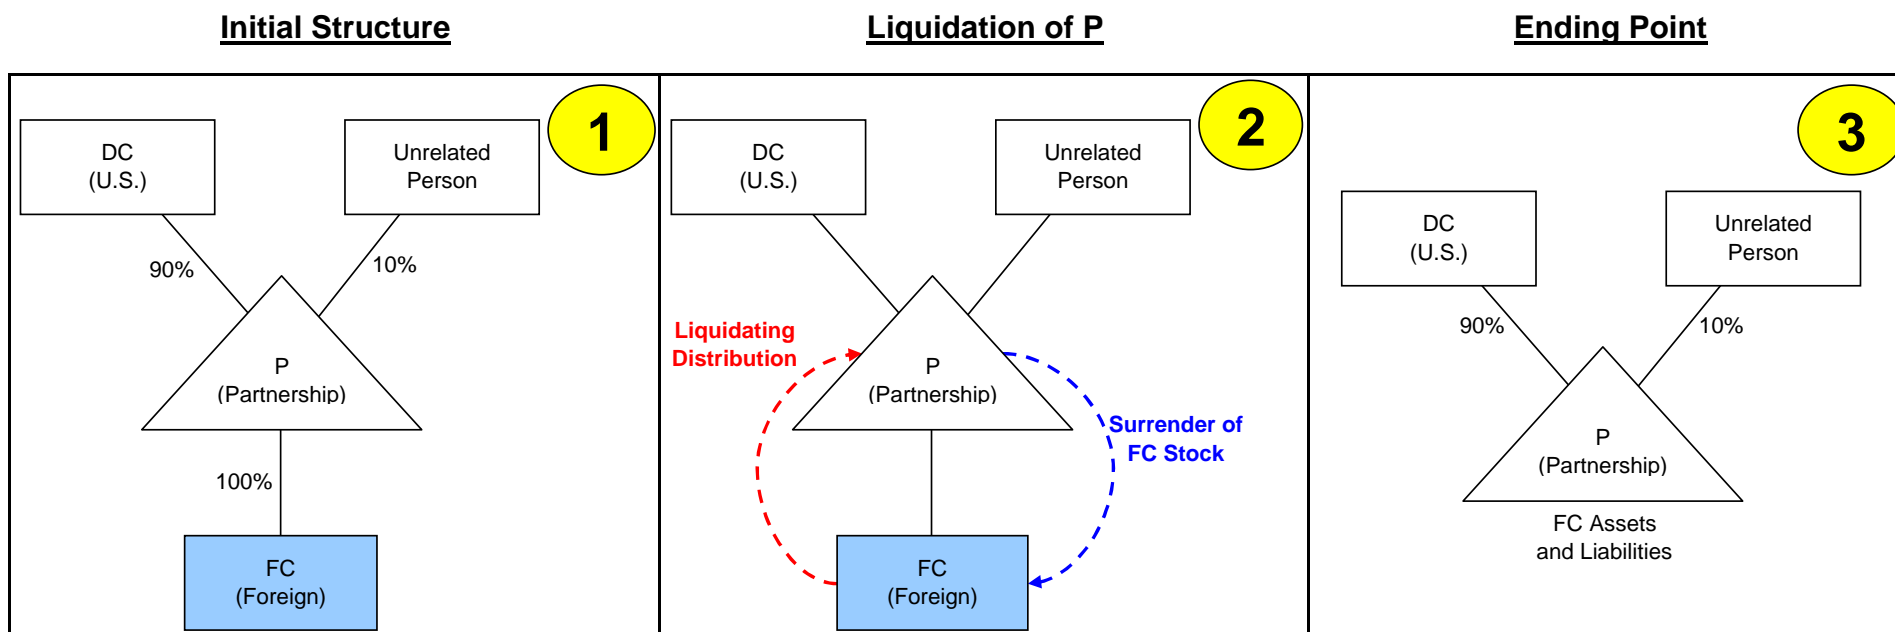 Initial Structure
Liquidation of P
Ending Point
1
DC
(U.S.)
Unrelated
Person
90%
10%
P
(Partnership)
100%
FC
(Foreign)
2
DC
(U.S.)
Unrelated
Person
Liquidating
Distribution
P
(Partnership)
Surrender of
FC Stock
FC
(Foreign)
3
DC
(U.S.)
Unrelated
Person
90%
10%
P
(Partnership)
FC Assets
and Liabilities